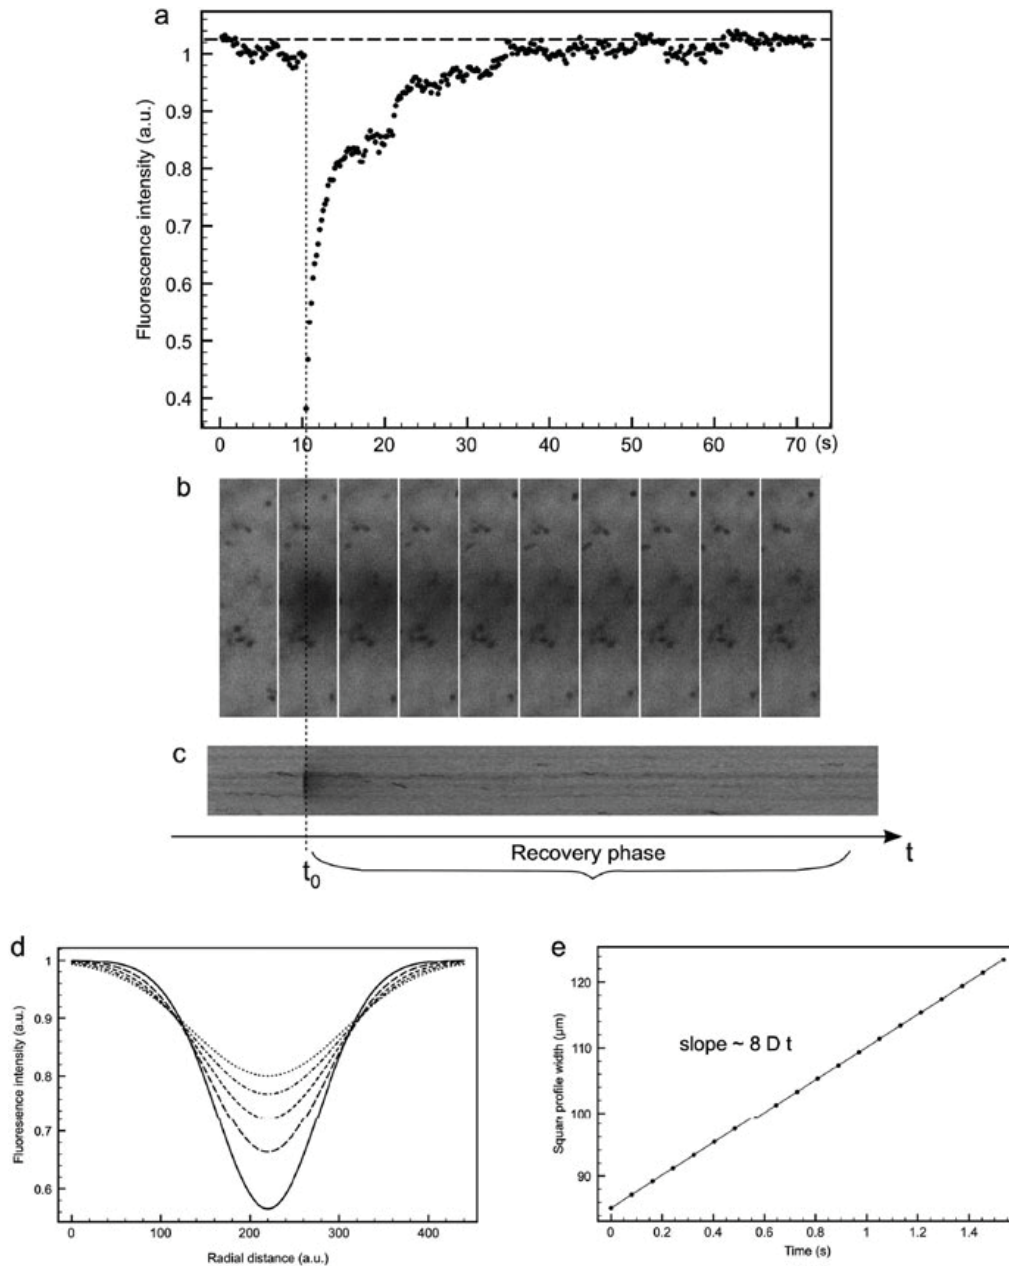 a
Fluorescence intensity (a.u.)
1
0.9
0.8
0.7
0.6
0.5
0.4
0 10 20 30 40 50 60 70 (s)
b
c
t
Recovery phase
t0
d
Fluoresience intensity (a.u.)
1
0.9
0.8
0.7
0.6
0 100 200 300 400
Radial distance (a.u.)
e
Squan profile width (μm)
120
110
100
90
slope ~ 8 D t
0 0.2 0.4 0.6 0.8 1.0 1.2 1.4
Time (s)